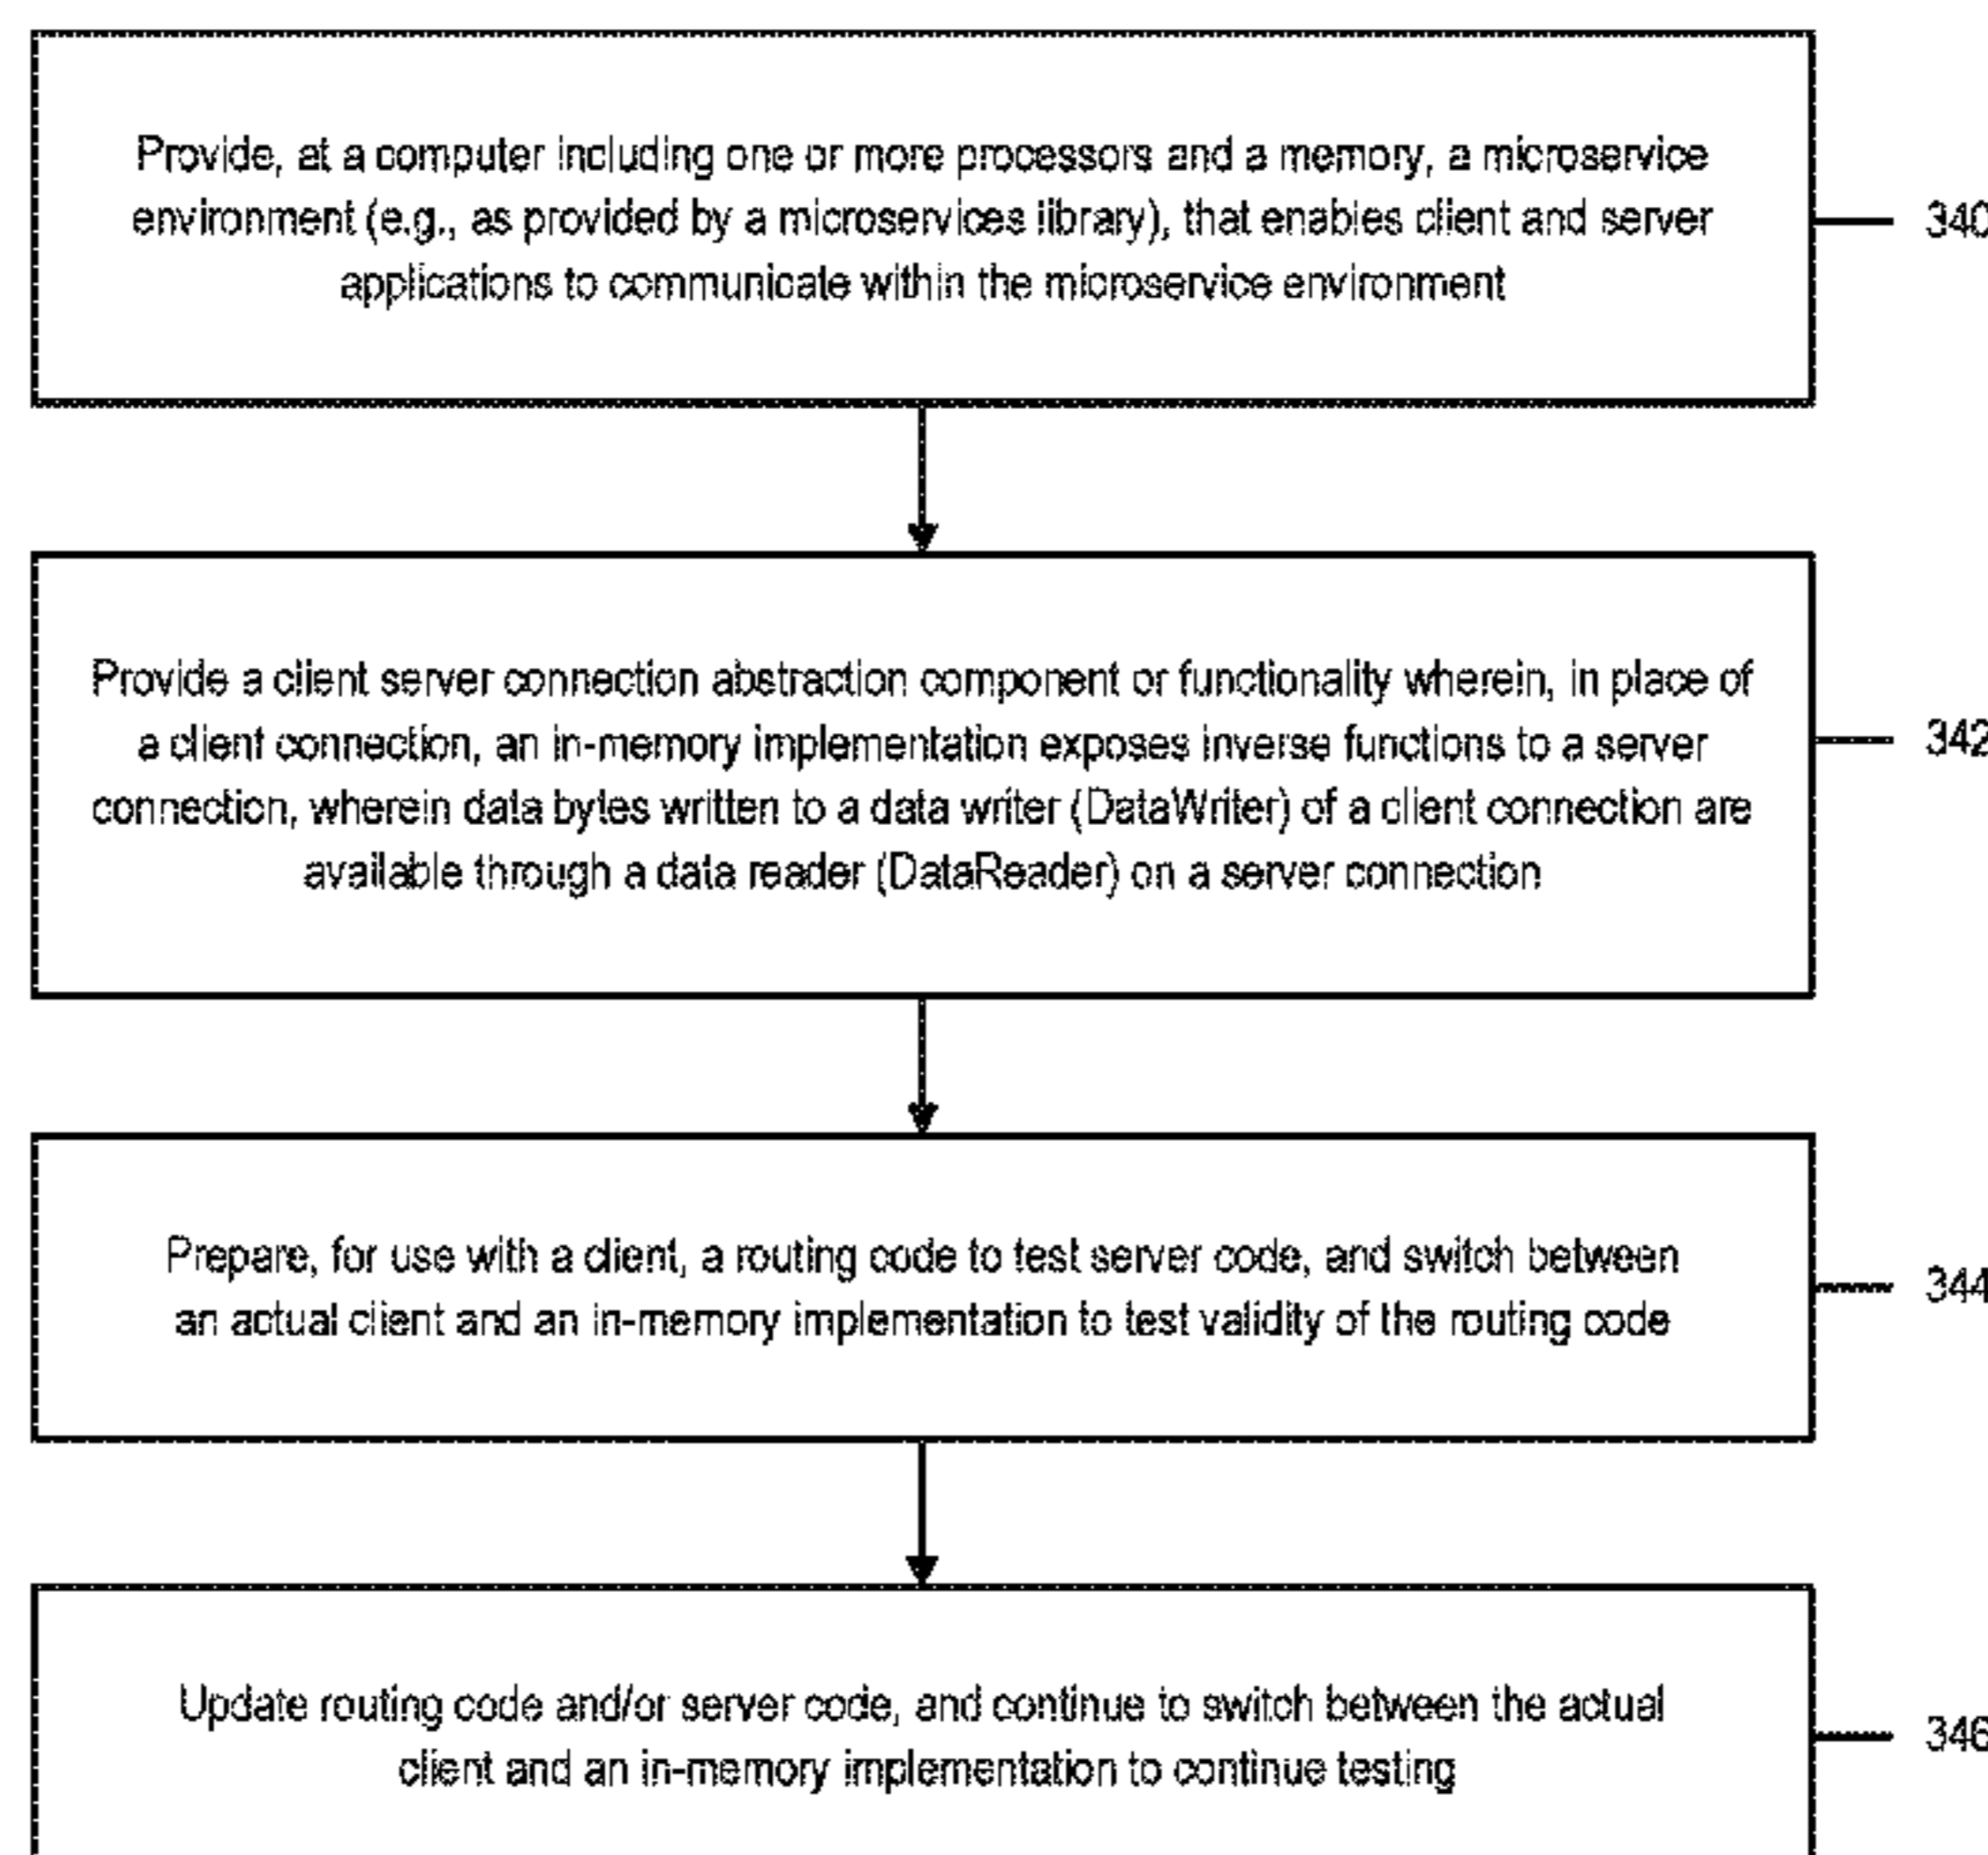 Provide, at a computer including one or more processors and a memory, a microservice
environment (e.g., as provided by a microservices library), that enables client and server
applications to communicate within the microservice environment
340
Provide a client server connection abstraction component or functionality wherein, in place of
a client connection, an in-memory implementation exposes inverse functions to a server
connection, wherein data bytes written to a data writer (DataWriter) of a client connection are
available through a data reader (DataReader) on a server connection
342
Prepare, for use with a client, a routing code to test server code, and switch between
an actual client and an in-memory implementation to test validity of the routing code
344
Update routing code and/or server code, and continue to switch between the actual
client and an in-memory implementation to continue testing
346